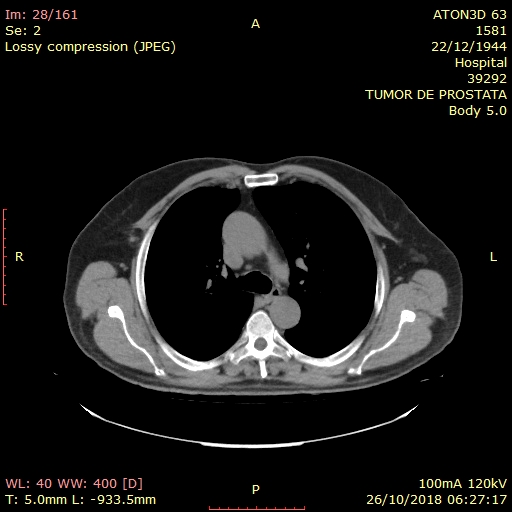 Im: 28/161
Se: 2
Lossy compression (JPEG)
A
ATON3D 63
1581
22/12/1944
Hospital
39292
TUMOR DE PROSTATA
Body 5.0
R
L
WL: 40 WW: 400 [D]
T: 5.0mm L: -933.5mm
P
100mA 120kV
26/10/2018 06:27:17